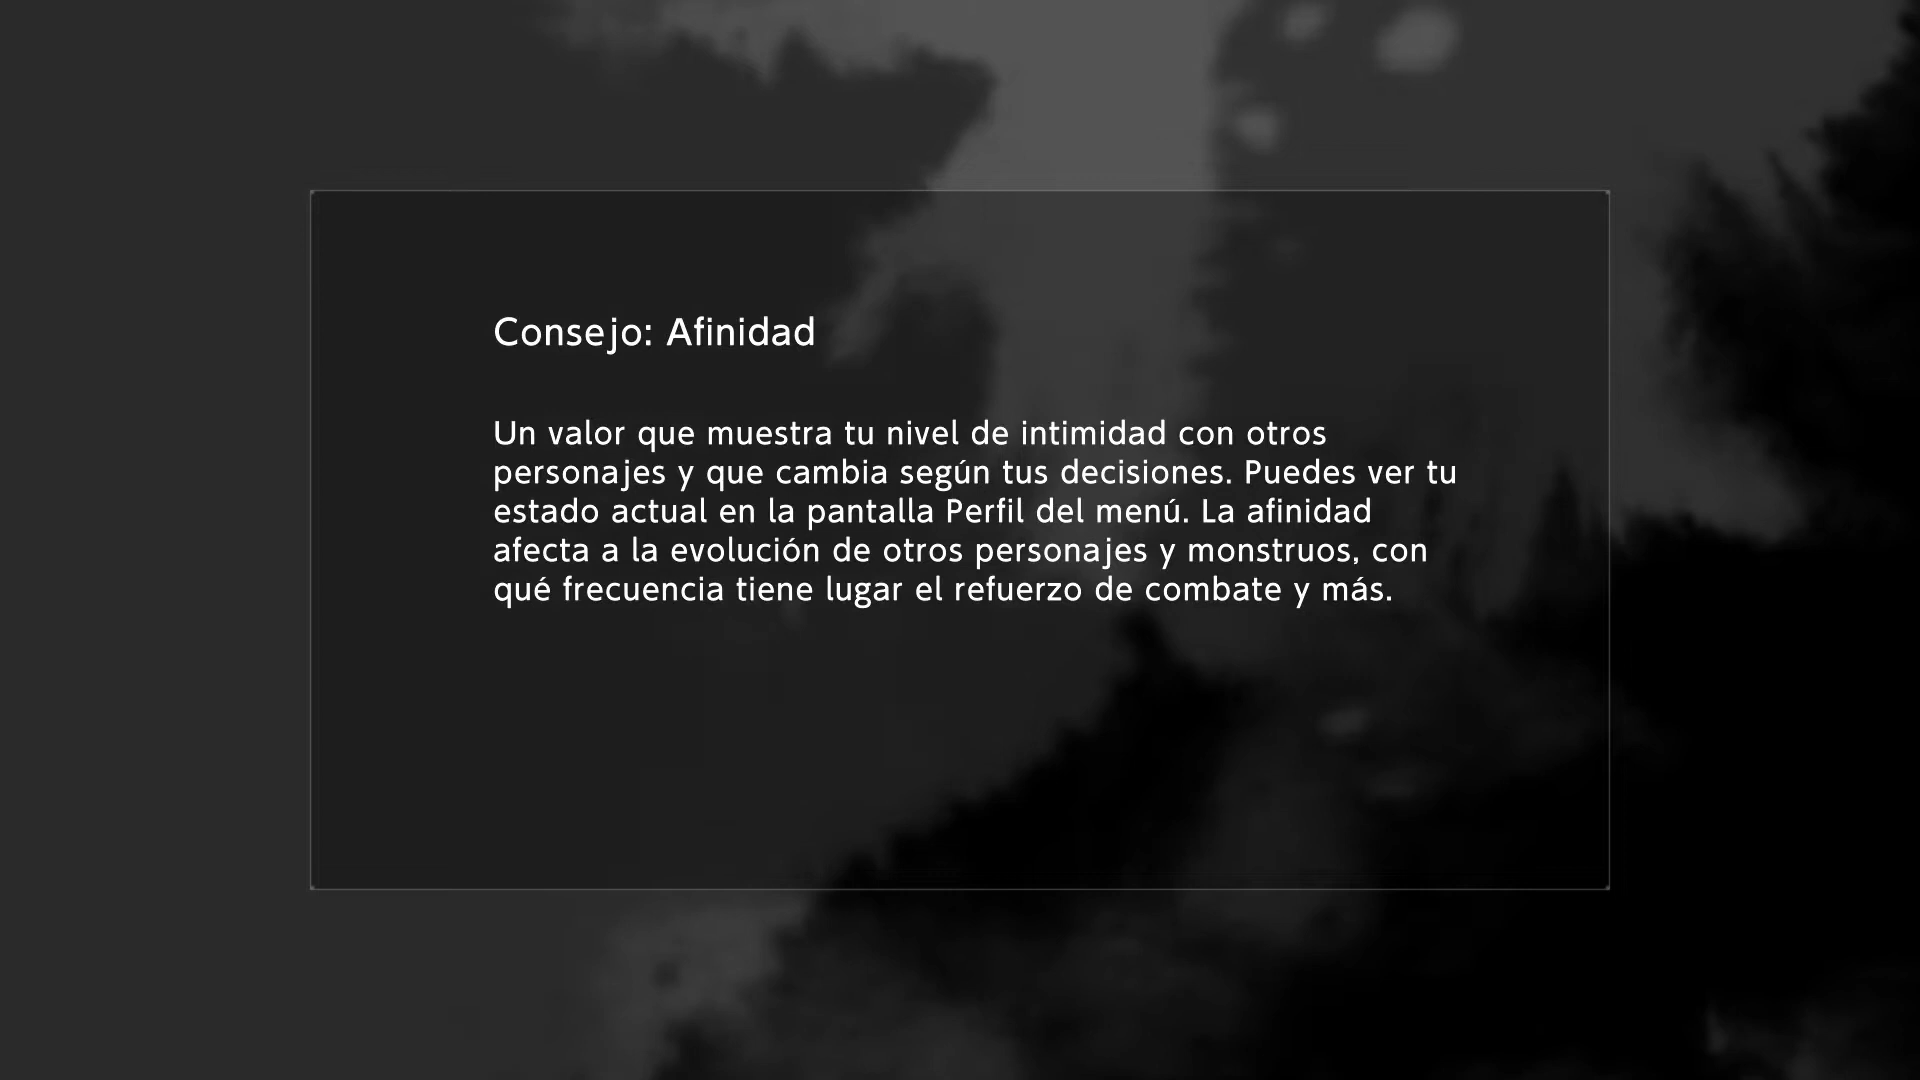 Consejo: Afinidad
Un valor que muestra tu nivel de intimidad con otros
personajes y que cambia según tus decisiones. Puedes ver tu
estado actual en la pantalla Perfil del menú. La afinidad
afecta a la evolución de otros personajes y monstruos, con
qué frecuencia tiene lugar el refuerzo de combate y más.